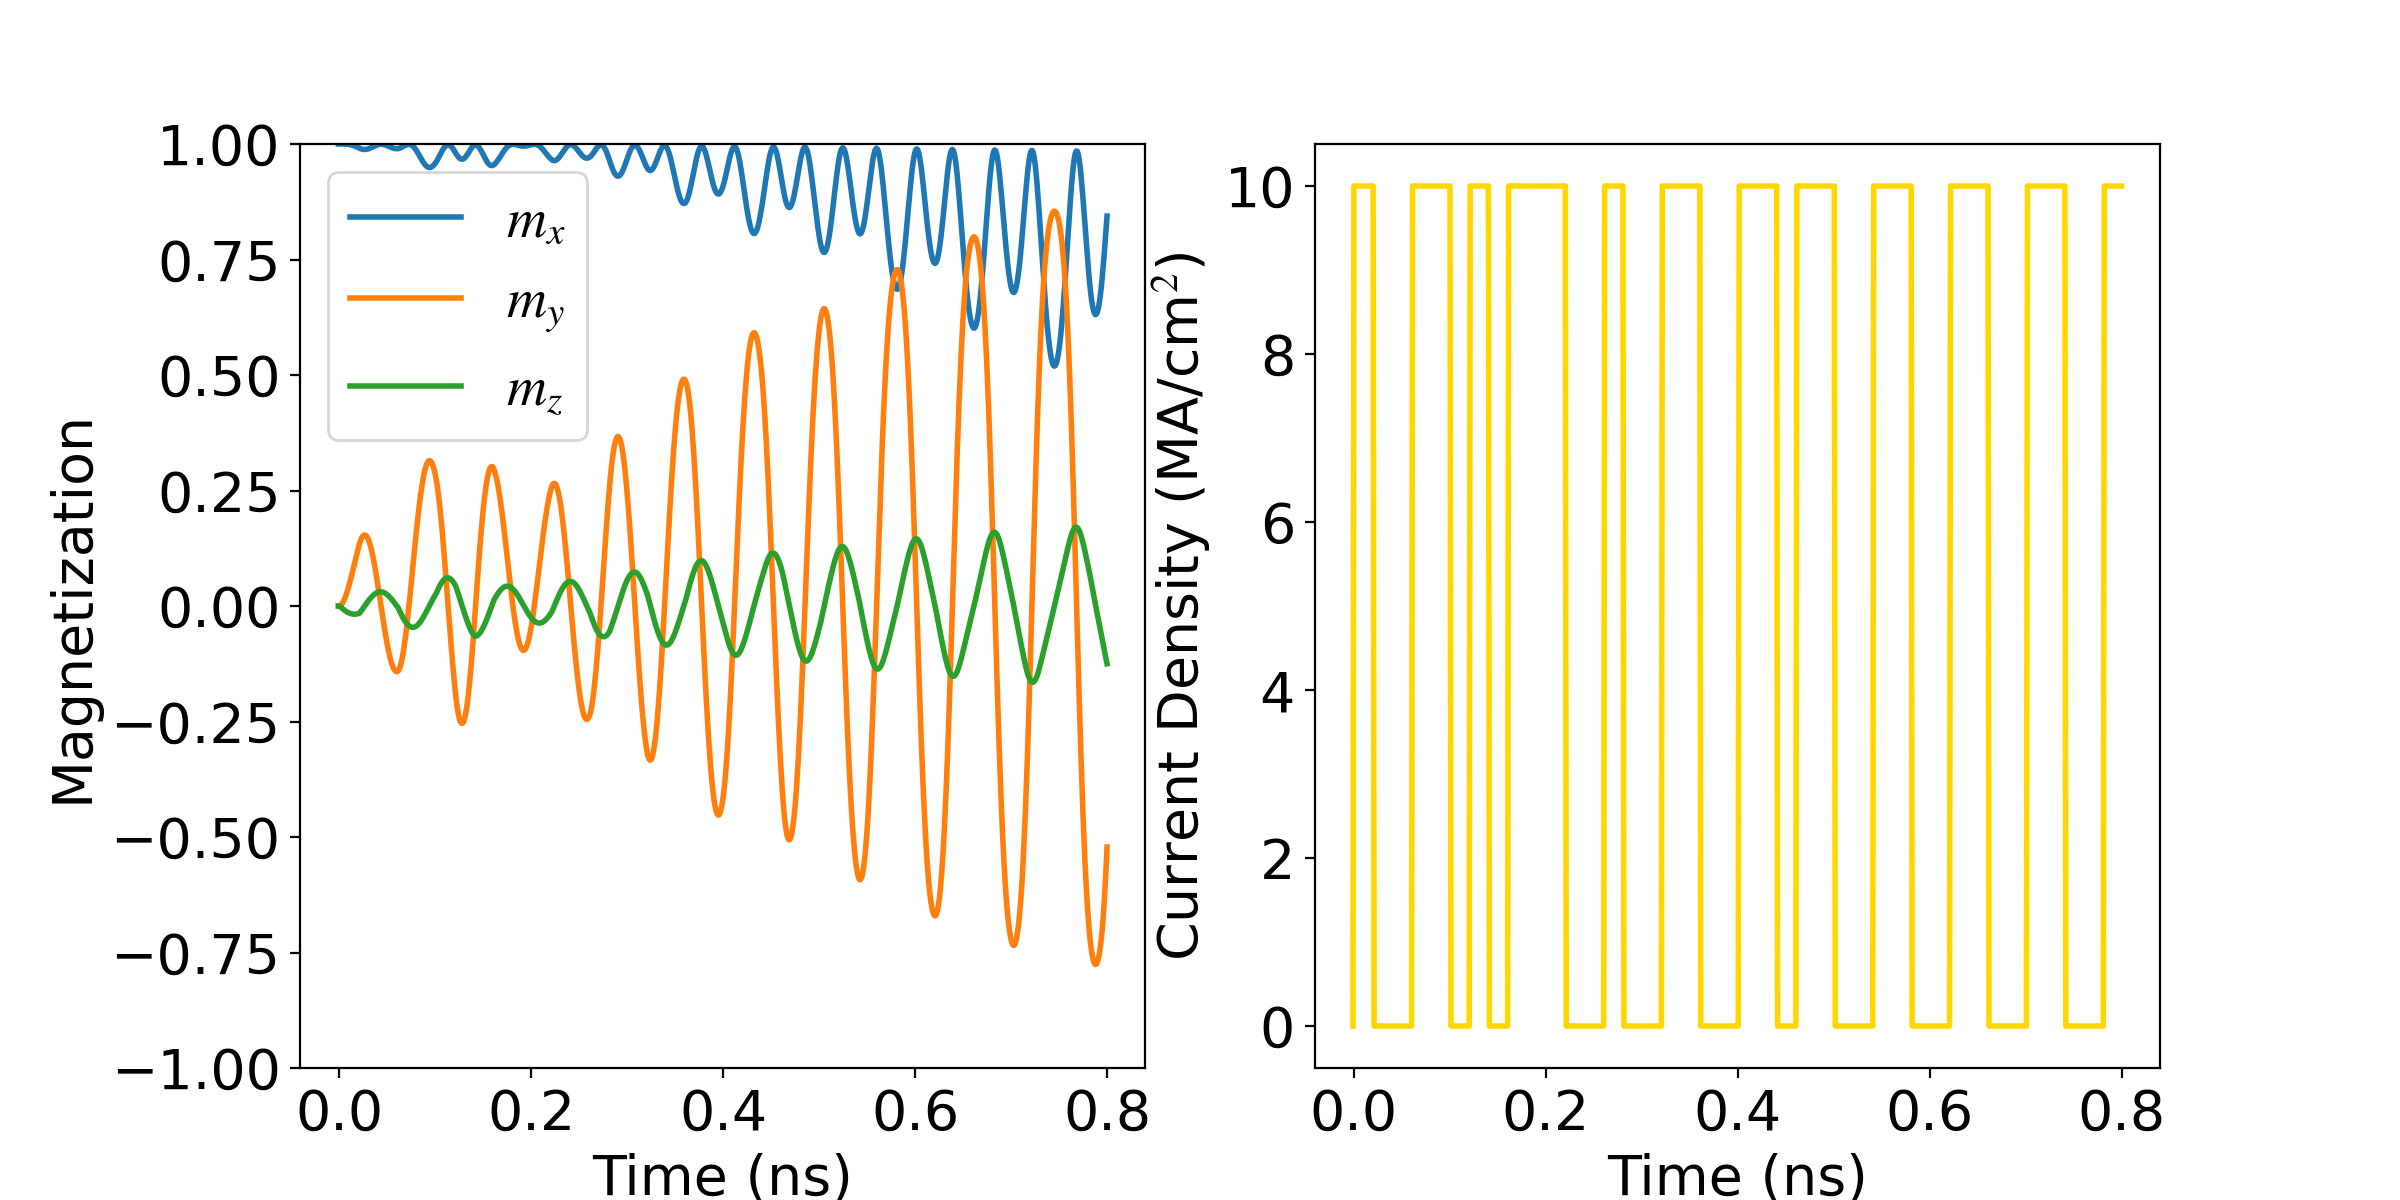 1.00
0.75
0.50
0.25
0.00
−0.25
−0.50
−0.75
−1.00
0.0 0.2 0.4 0.6 0.8
Time (ns)
Magnetization
m_x
m_y
m_z
10
8
6
4
2
0
0.0 0.2 0.4 0.6 0.8
Time (ns)
Current Density (MA/cm²)